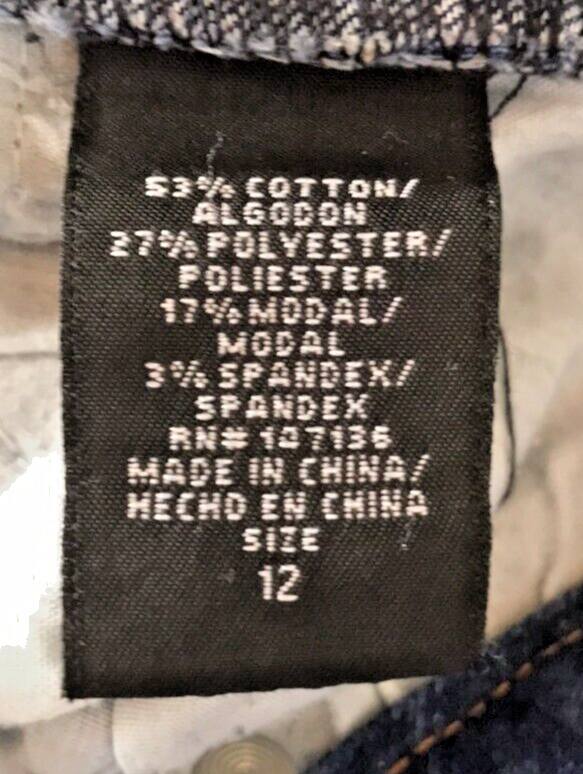 53% COTTON/
ALGODON
27% POLYESTER/
POLIESTER
17% MODAL/
MODAL
3% SPANDEX/
SPANDEX
RN# 107136
MADE IN CHINA/
HECHO EN CHINA
SIZE
12